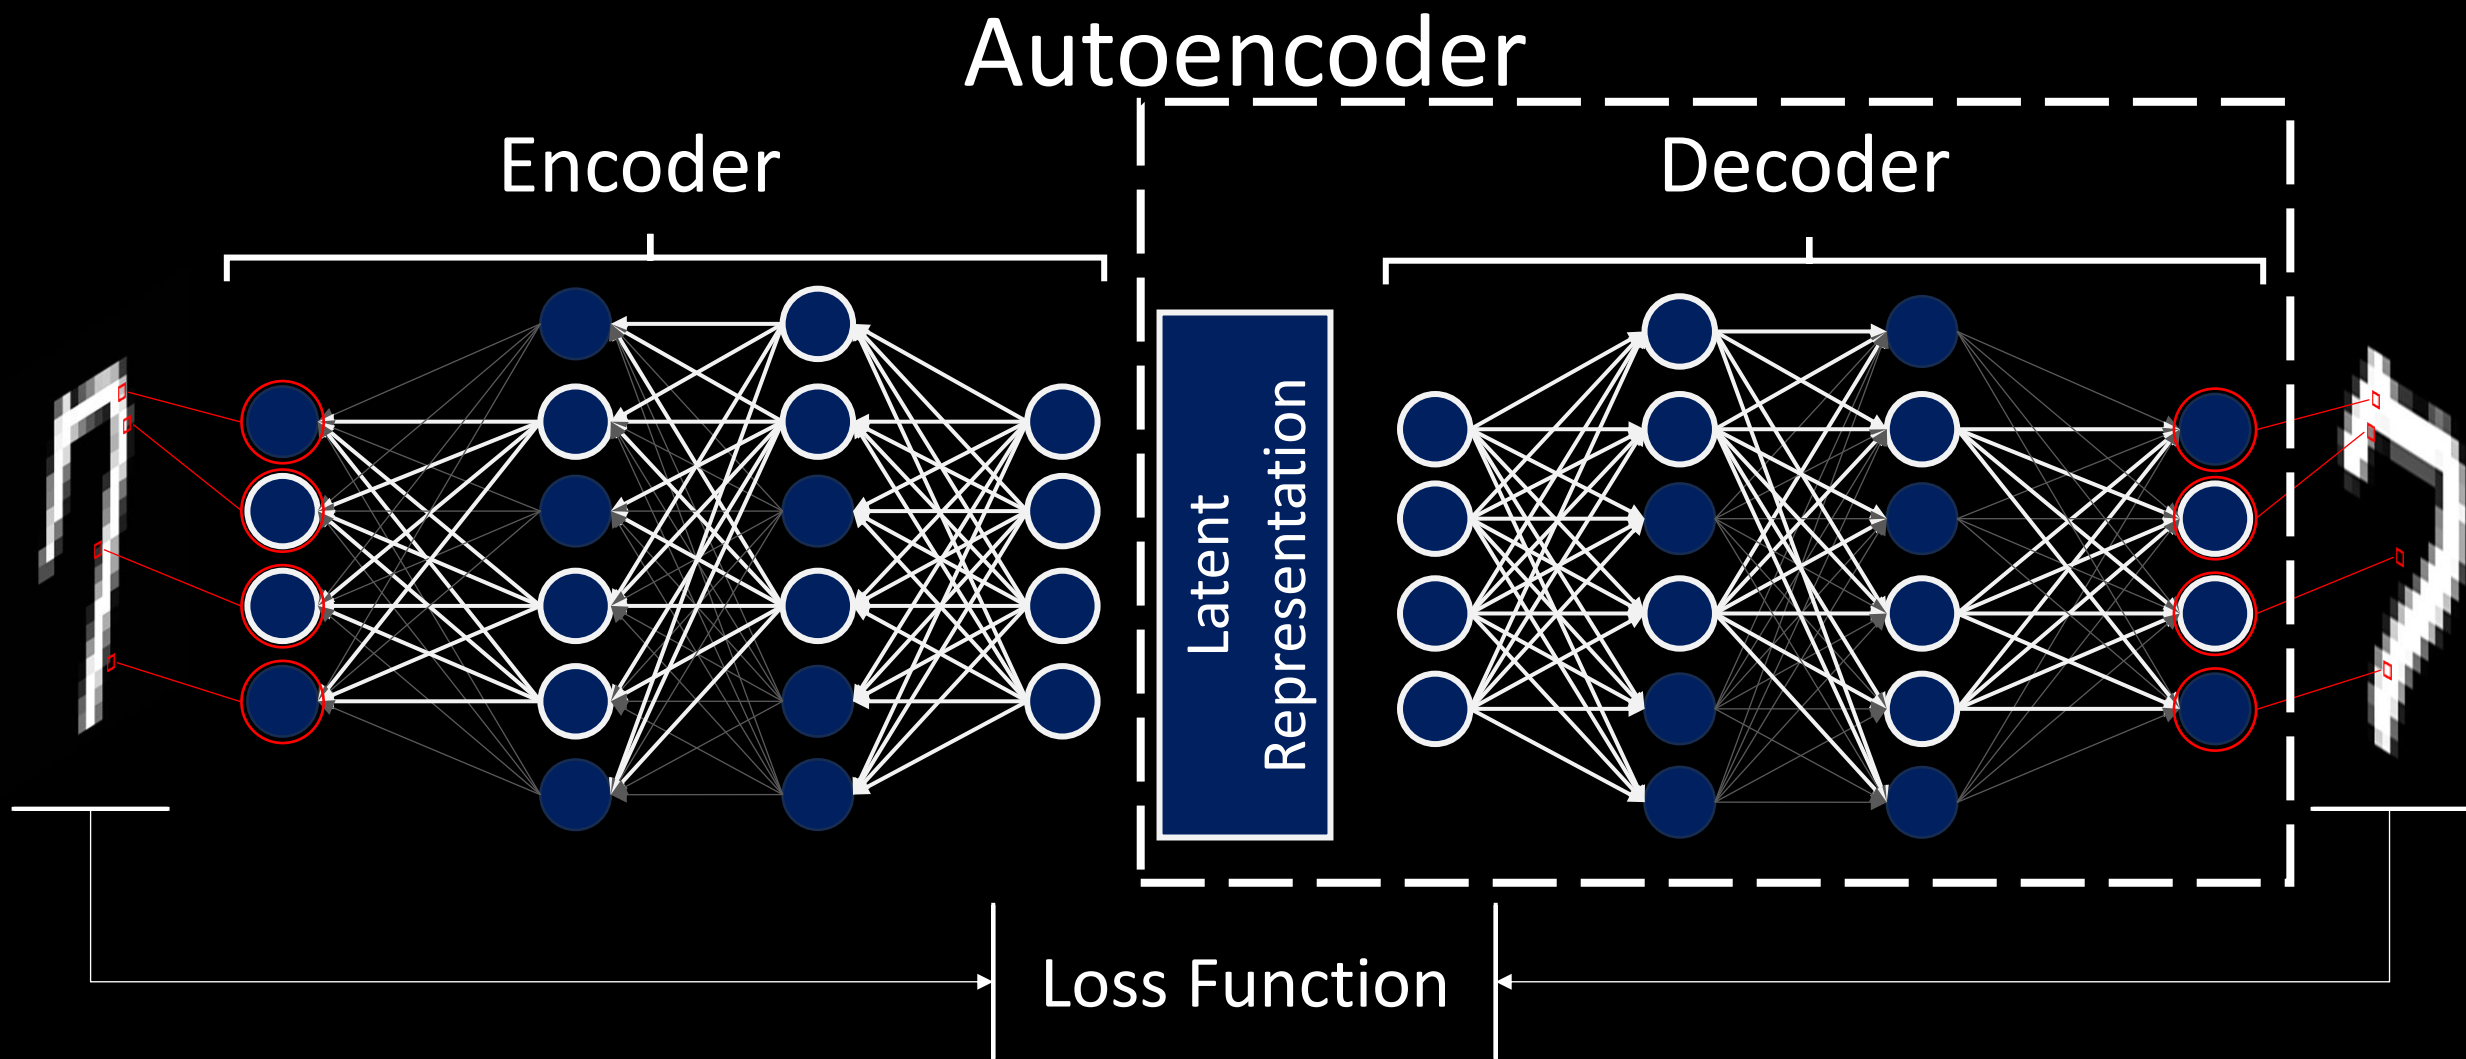 Autoencoder
Encoder
Decoder
Latent
Representation
Loss Function